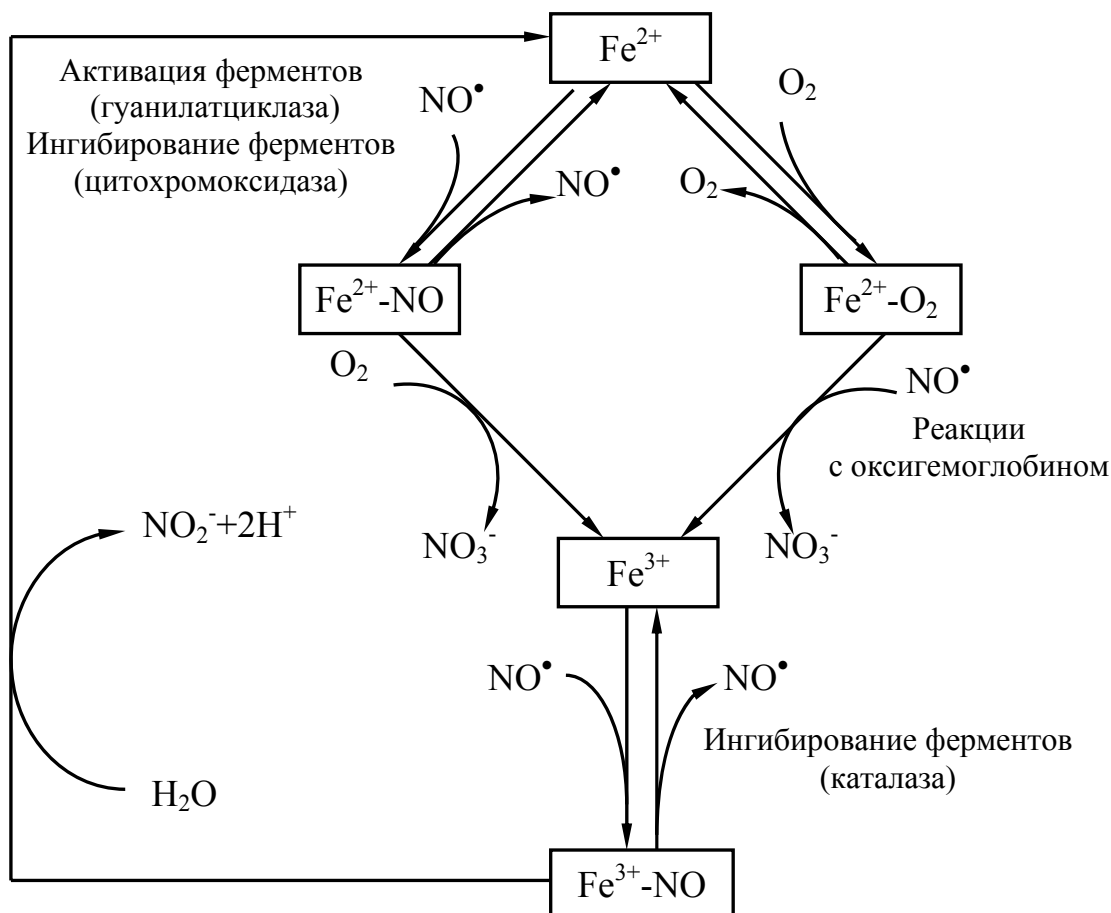 Fe²⁺
Активация ферментов
(гуанилатциклаза)
Ингибирование ферментов
(цитохромоксидаза)
NO•
O₂
NO•
O₂
Fe²⁺-NO
Fe²⁺-O₂
O₂
NO•
Реакции
с оксигемоглобином
NO₂⁻+2H⁺
NO₃⁻
NO₃⁻
Fe³⁺
NO•
NO•
Ингибирование ферментов
(каталаза)
H₂O
Fe³⁺-NO